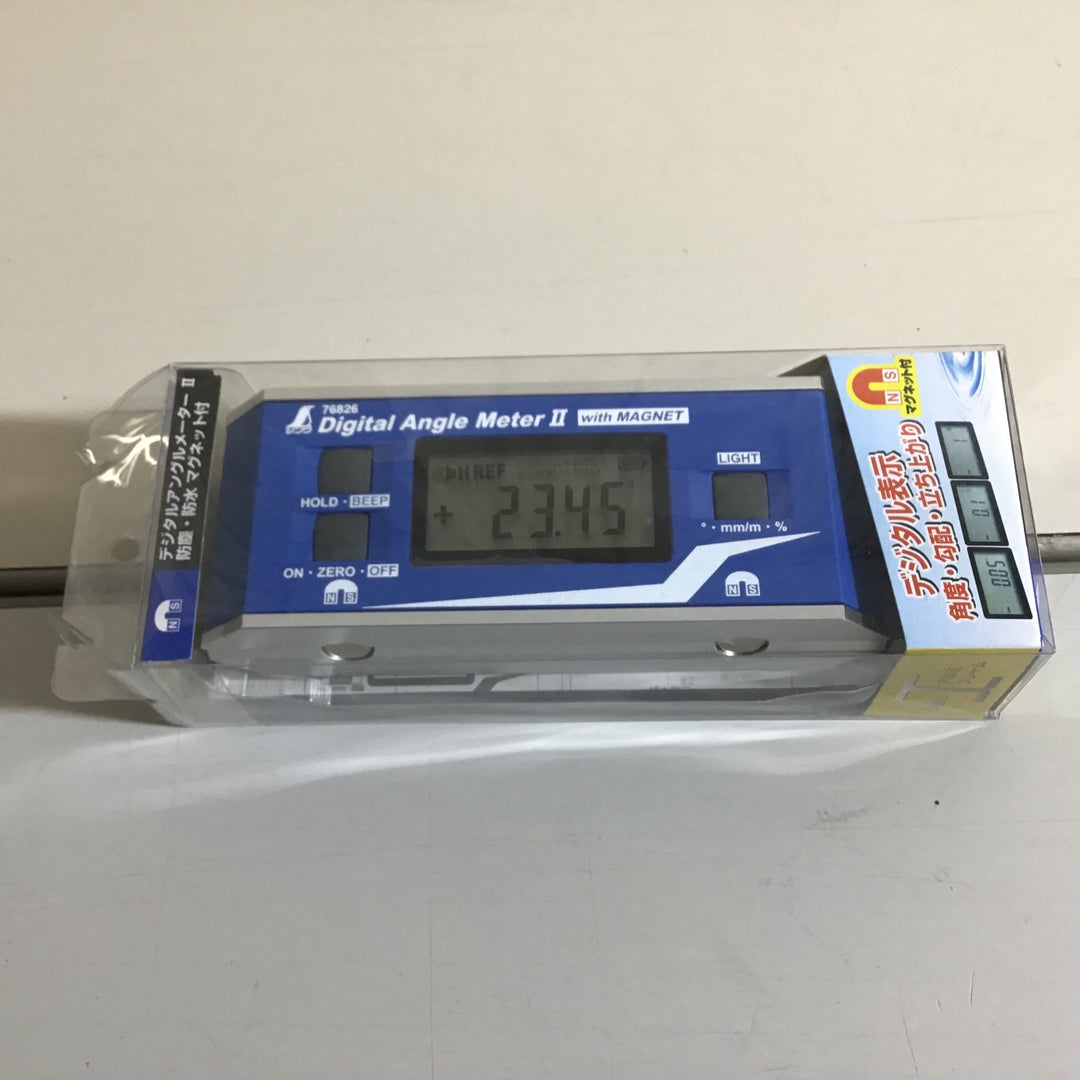 デジタルアングルメーター II
防塵・防水 マグネット付
N S
76826
Digital Angle Meter II with MAGNET
HOLD・BEEP
ON・ZERO・OFF
N S
H REF
+ 23.45°
LIGHT
°・mm/m・%
N S
N S
マグネット付
デジタル表示
角度・勾配・立ち上がり